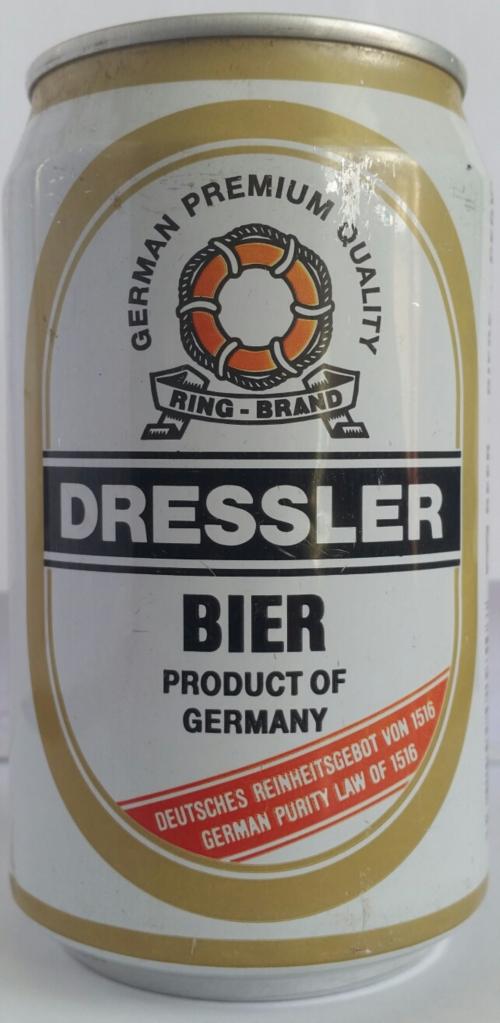 GERMAN PREMIUM QUALITY
RING-BRAND
DRESSLER
BIER
PRODUCT OF
GERMANY
DEUTSCHES REINHEITSGEBOT VON 1516
GERMAN PURITY LAW OF 1516